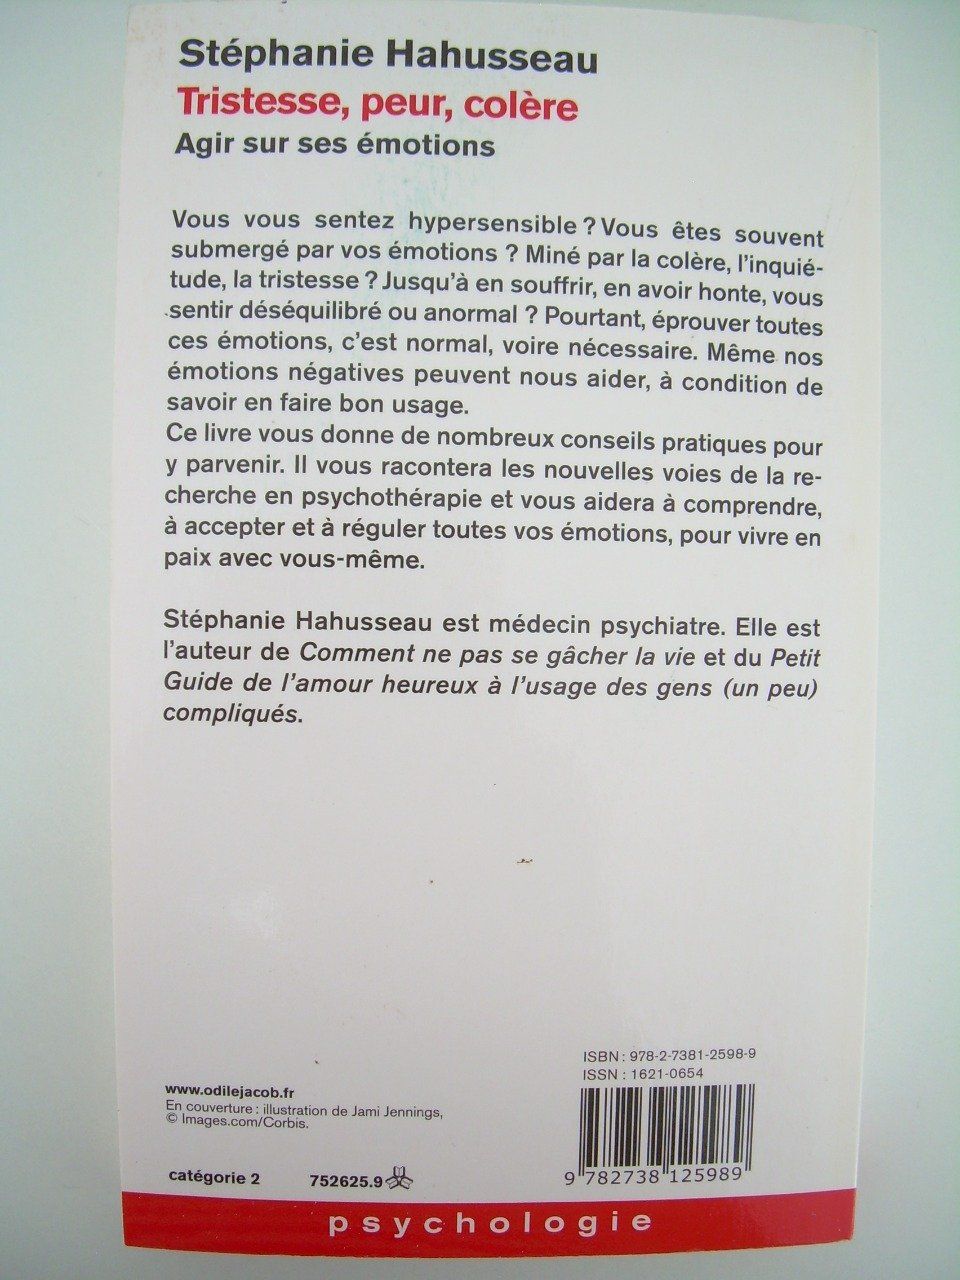 Stéphanie Hahusseau
Tristesse, peur, colère
Agir sur ses émotions
Vous vous sentez hypersensible ? Vous êtes souvent
submergé par vos émotions ? Miné par la colère, l'inquié-
tude, la tristesse ? Jusqu'à en souffrir, en avoir honte, vous
sentir déséquilibré ou anormal ? Pourtant, éprouver toutes
ces émotions, c'est normal, voire nécessaire. Même nos
émotions négatives peuvent nous aider, à condition de
savoir en faire bon usage.
Ce livre vous donne de nombreux conseils pratiques pour
y parvenir. Il vous racontera les nouvelles voies de la re-
cherche en psychothérapie et vous aidera à comprendre,
à accepter et à réguler toutes vos émotions, pour vivre en
paix avec vous-même.
Stéphanie Hahusseau est médecin psychiatre. Elle est
l'auteur de Comment ne pas se gâcher la vie et du Petit
Guide de l'amour heureux à l'usage des gens (un peu)
compliqués.
ISBN : 978-2-7381-2598-9
ISSN : 1621-0654
www.odilejacob.fr
En couverture : illustration de Jami Jennings,
© Images.com/Corbis.
catégorie 2 752625.9
9 782738 125989
psychologie